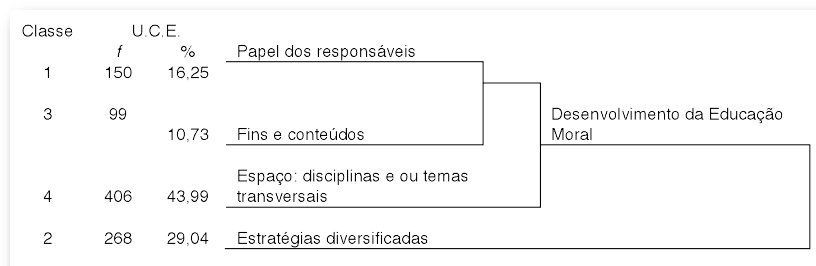 Classe U.C.E.
f % Papel dos responsáveis
1 150 16,25
3 99 Desenvolvimento da Educação
10,73 Fins e conteúdos Moral
Espaço: disciplinas e ou temas
4 406 43,99 transversais
2 268 29,04 Estratégias diversificadas